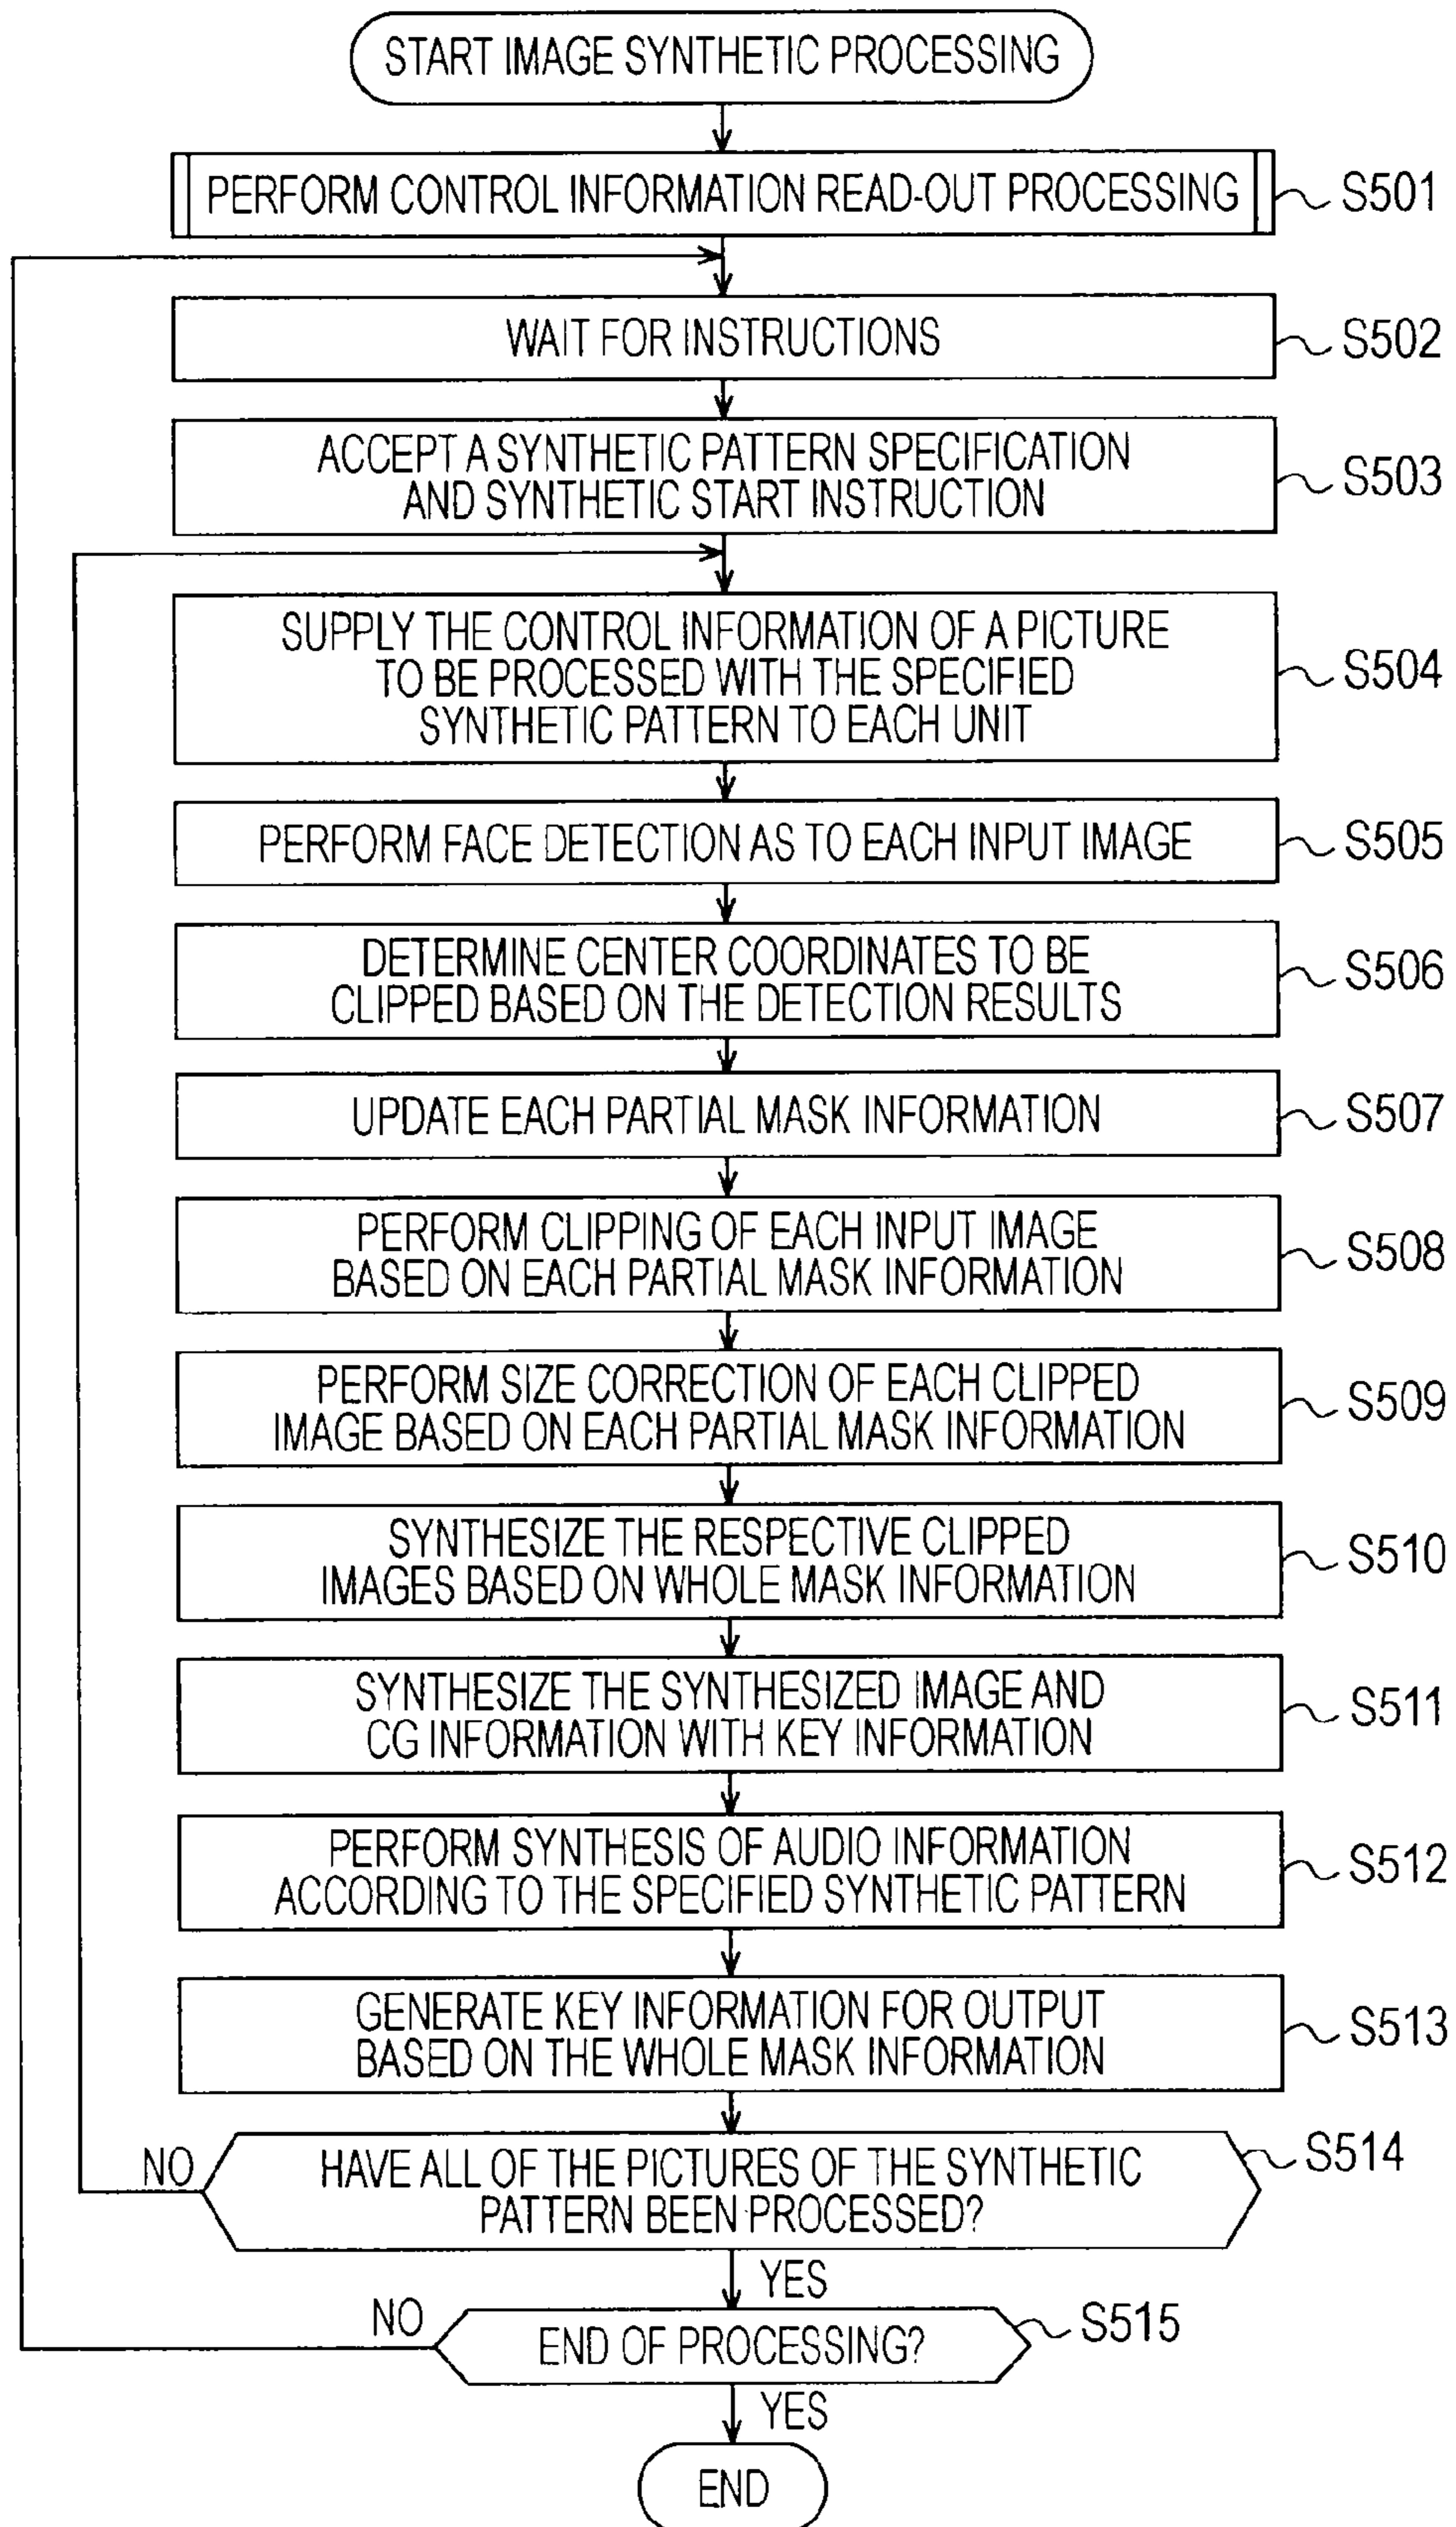 START IMAGE SYNTHETIC PROCESSING
PERFORM CONTROL INFORMATION READ-OUT PROCESSING
S501
WAIT FOR INSTRUCTIONS
S502
ACCEPT A SYNTHETIC PATTERN SPECIFICATION
AND SYNTHETIC START INSTRUCTION
S503
SUPPLY THE CONTROL INFORMATION OF A PICTURE
TO BE PROCESSED WITH THE SPECIFIED
SYNTHETIC PATTERN TO EACH UNIT
S504
PERFORM FACE DETECTION AS TO EACH INPUT IMAGE
S505
DETERMINE CENTER COORDINATES TO BE
CLIPPED BASED ON THE DETECTION RESULTS
S506
UPDATE EACH PARTIAL MASK INFORMATION
S507
PERFORM CLIPPING OF EACH INPUT IMAGE
BASED ON EACH PARTIAL MASK INFORMATION
S508
PERFORM SIZE CORRECTION OF EACH CLIPPED
IMAGE BASED ON EACH PARTIAL MASK INFORMATION
S509
SYNTHESIZE THE RESPECTIVE CLIPPED
IMAGES BASED ON WHOLE MASK INFORMATION
S510
SYNTHESIZE THE SYNTHESIZED IMAGE AND
CG INFORMATION WITH KEY INFORMATION
S511
PERFORM SYNTHESIS OF AUDIO INFORMATION
ACCORDING TO THE SPECIFIED SYNTHETIC PATTERN
S512
GENERATE KEY INFORMATION FOR OUTPUT
BASED ON THE WHOLE MASK INFORMATION
S513
NO
HAVE ALL OF THE PICTURES OF THE SYNTHETIC
PATTERN BEEN PROCESSED?
S514
YES
NO
END OF PROCESSING?
S515
YES
END